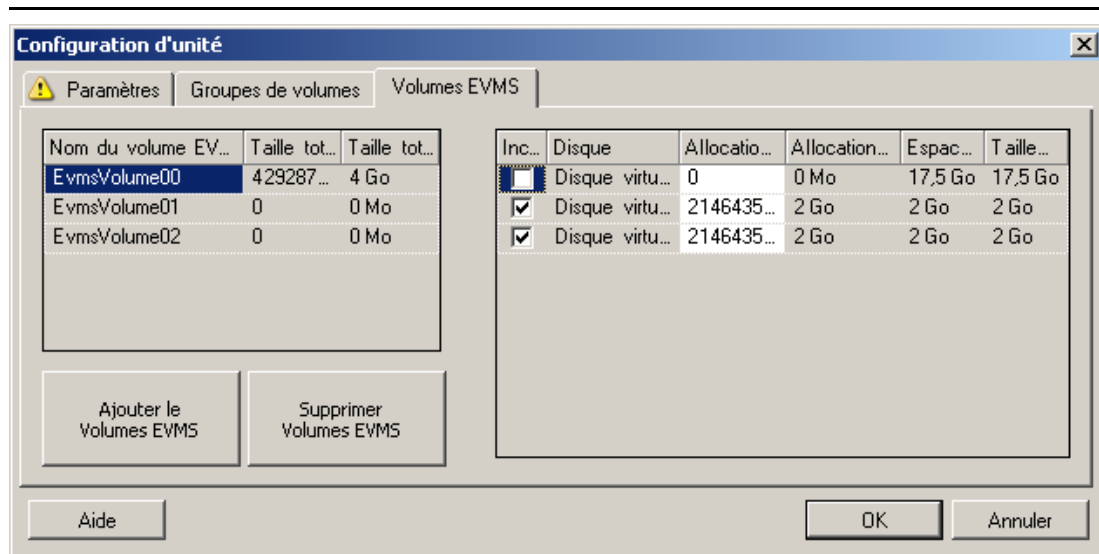 Configuration d'unité
Paramètres Groupes de volumes Volumes EVMS
Nom du volume EV... Taille tot... Taille tot...
EvmsVolume00 429287... 4 Go
EvmsVolume01 0 0 Mo
EvmsVolume02 0 0 Mo
Inc... Disque Allocatio... Allocation... Espac... Taille...
Disque virtu... 0 0 Mo 17,5 Go 17,5 Go
Disque virtu... 2146435... 2 Go 2 Go 2 Go
Disque virtu... 2146435... 2 Go 2 Go 2 Go
Ajouter le
Volumes EVMS
Supprimer
Volumes EVMS
Aide OK Annuler